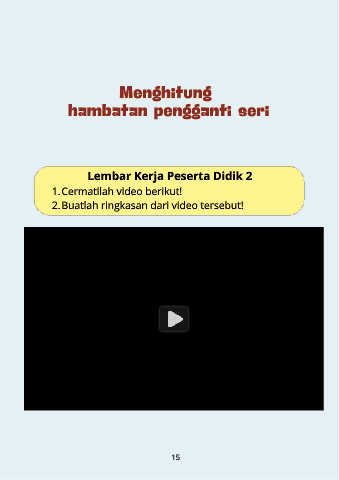 Menghitung
hambatan pengganti seri
Lembar Kerja Peserta Didik 2
1. Cermatilah video berikut!
2. Buatlah ringkasan dari video tersebut!
15